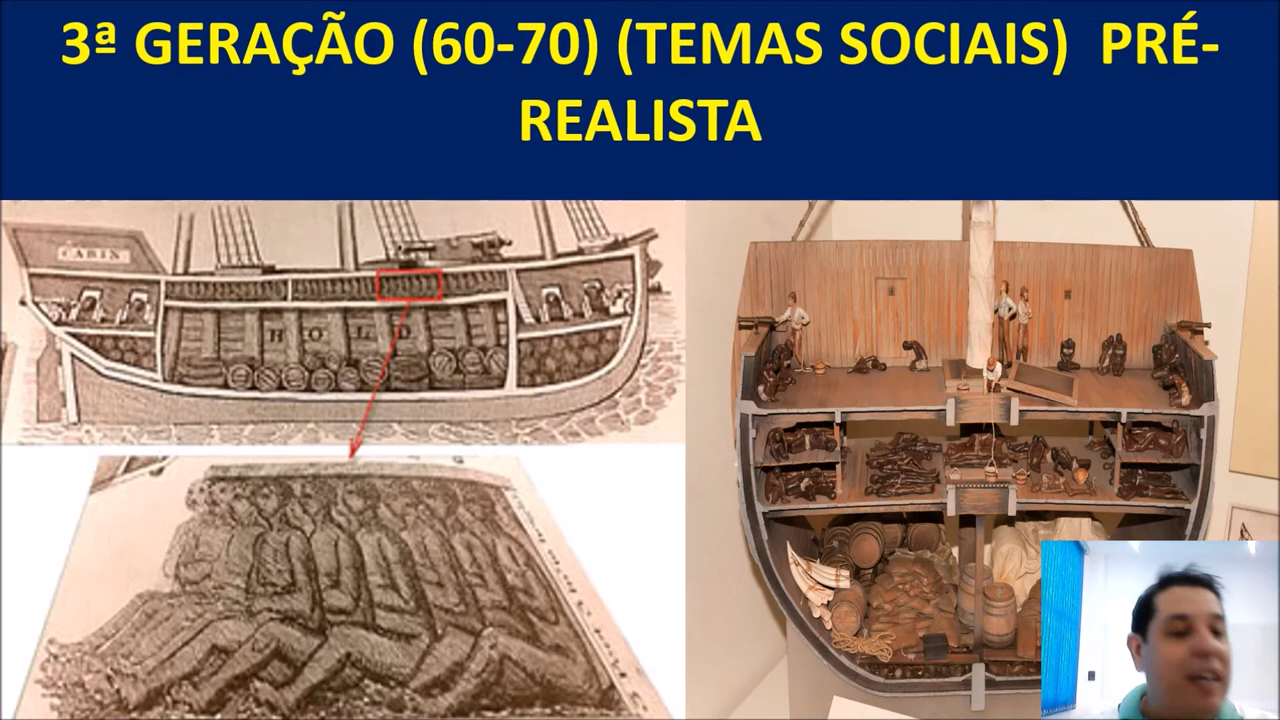 3ª GERAÇÃO (60-70) (TEMAS SOCIAIS) PRÉ-
REALISTA
CABIN
HOLD